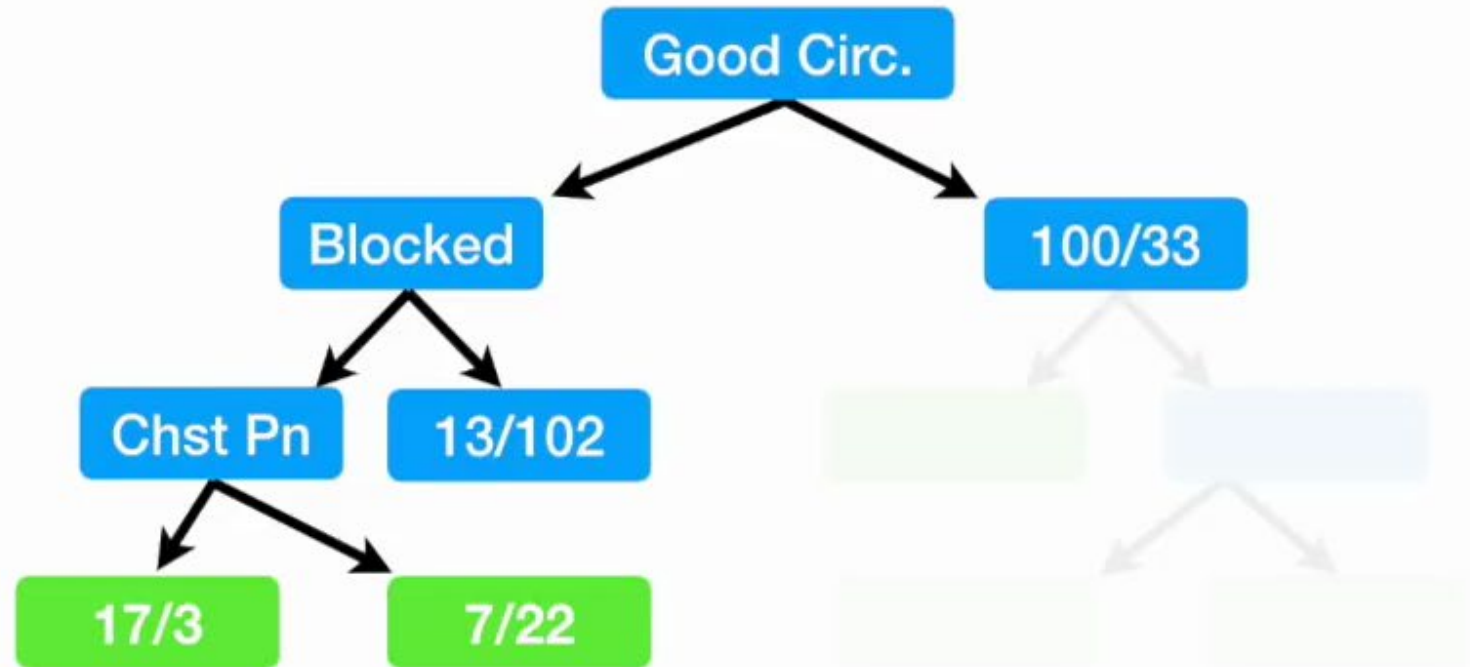 Good Circ.
Blocked
100/33
Chst Pn
13/102
17/3
7/22